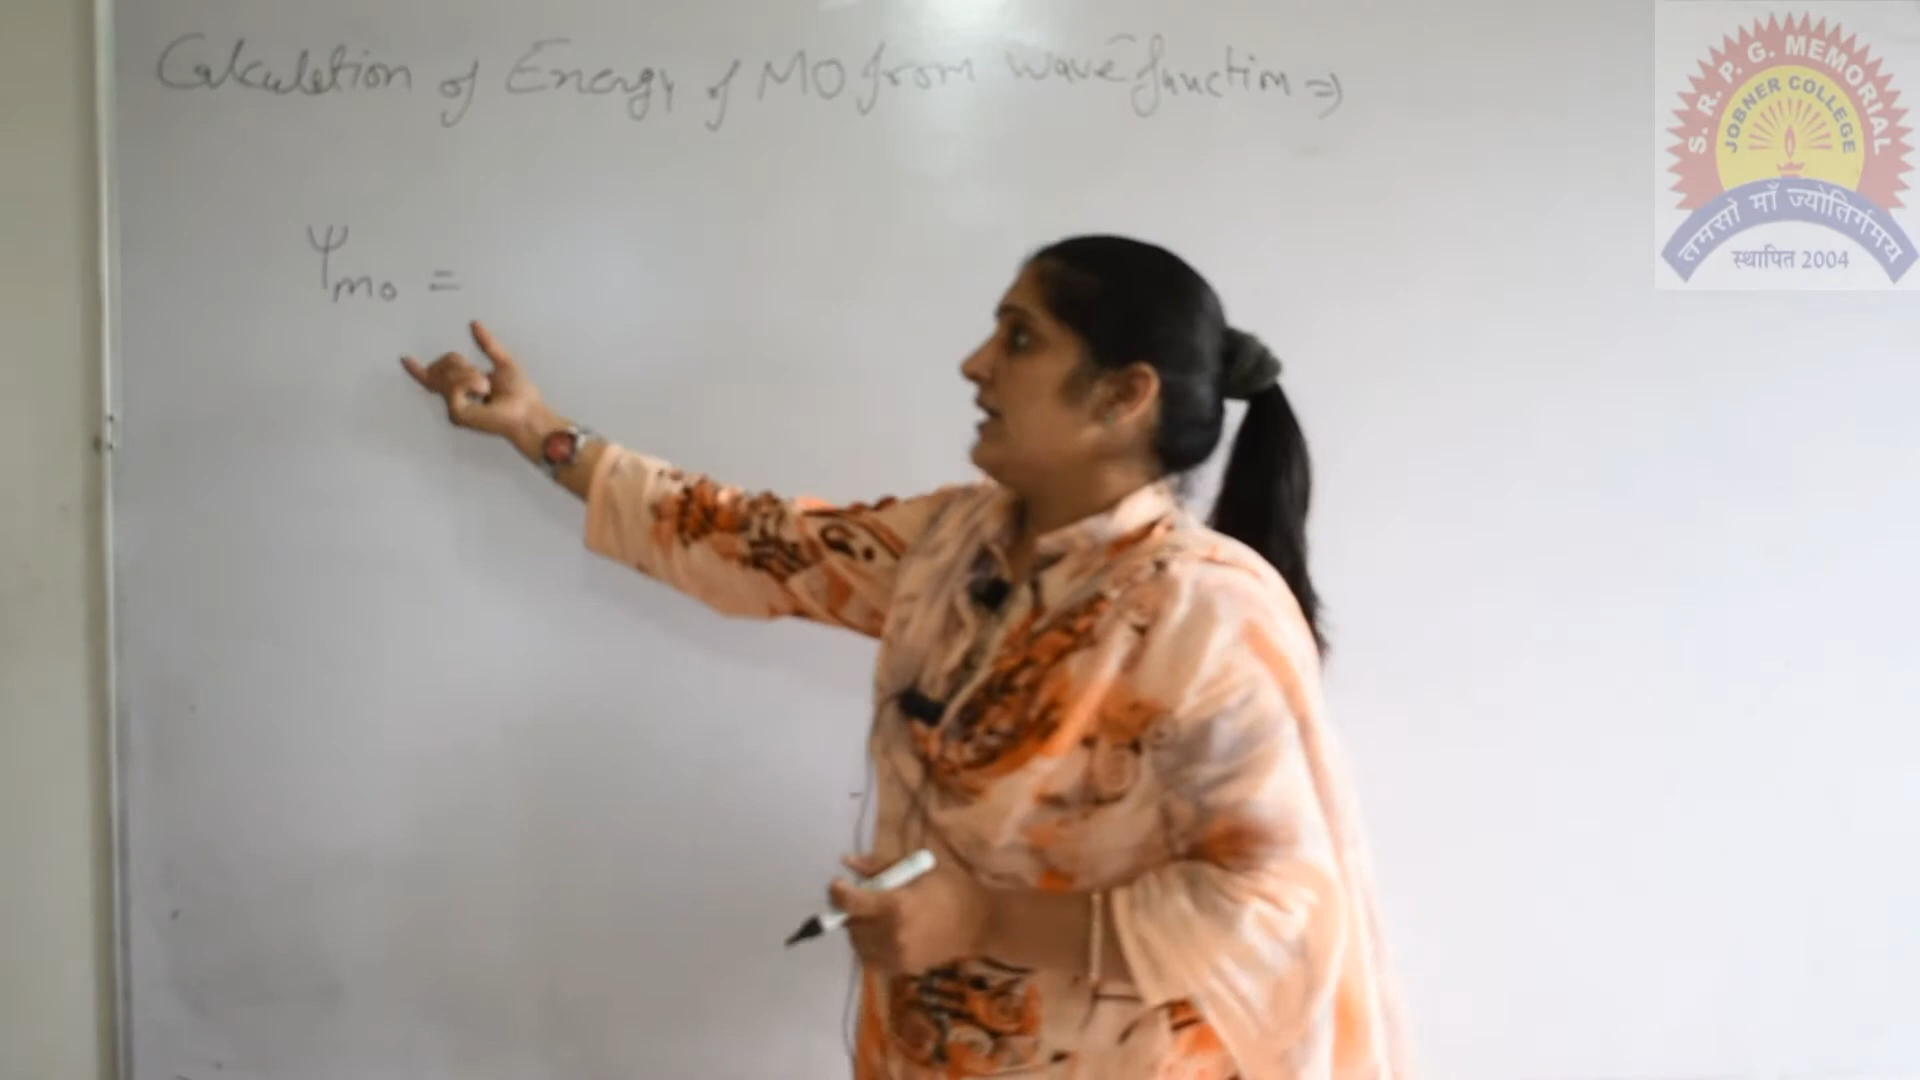 Calculation of Energy of MO from wave-function ⇒
Ψmo =
S. R. P. G. MEMORIAL
JOBNER COLLEGE
तमसो माँ ज्योतिर्गमय
स्थापित 2004